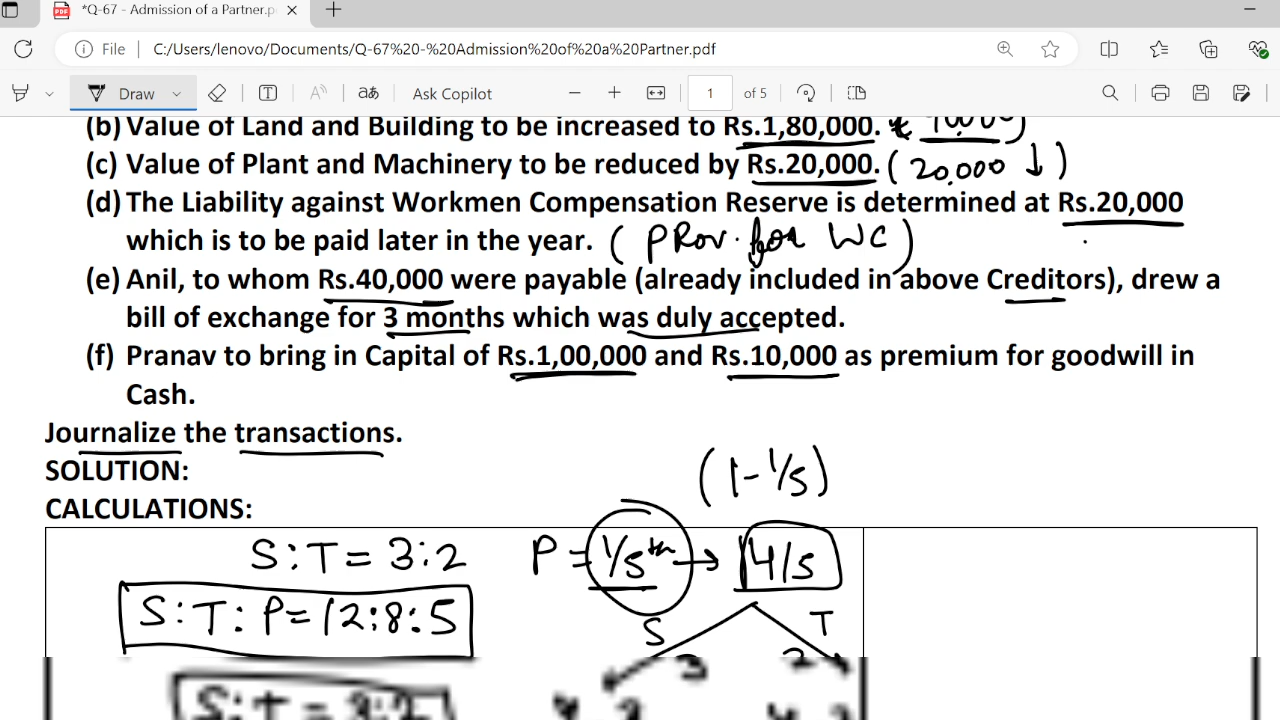 *Q-67 - Admission of a Partner.p
File C:/Users/lenovo/Documents/Q-67%20-%20Admission%20of%20a%20Partner.pdf
Draw Ask Copilot 1 of 5
(b) Value of Land and Building to be increased to Rs.1,80,000.
(c) Value of Plant and Machinery to be reduced by Rs.20,000. (20,000 ↓)
(d) The Liability against Workmen Compensation Reserve is determined at Rs.20,000
which is to be paid later in the year. (PRov. for WC)
(e) Anil, to whom Rs.40,000 were payable (already included in above Creditors), drew a
bill of exchange for 3 months which was duly accepted.
(f) Pranav to bring in Capital of Rs.1,00,000 and Rs.10,000 as premium for goodwill in
Cash.
Journalize the transactions.
SOLUTION:
(1-1/5)
CALCULATIONS:
S:T=3:2 P=1/5th → 4/5
S:T:P=12:8:5
S T
3 2
S:T=3:2